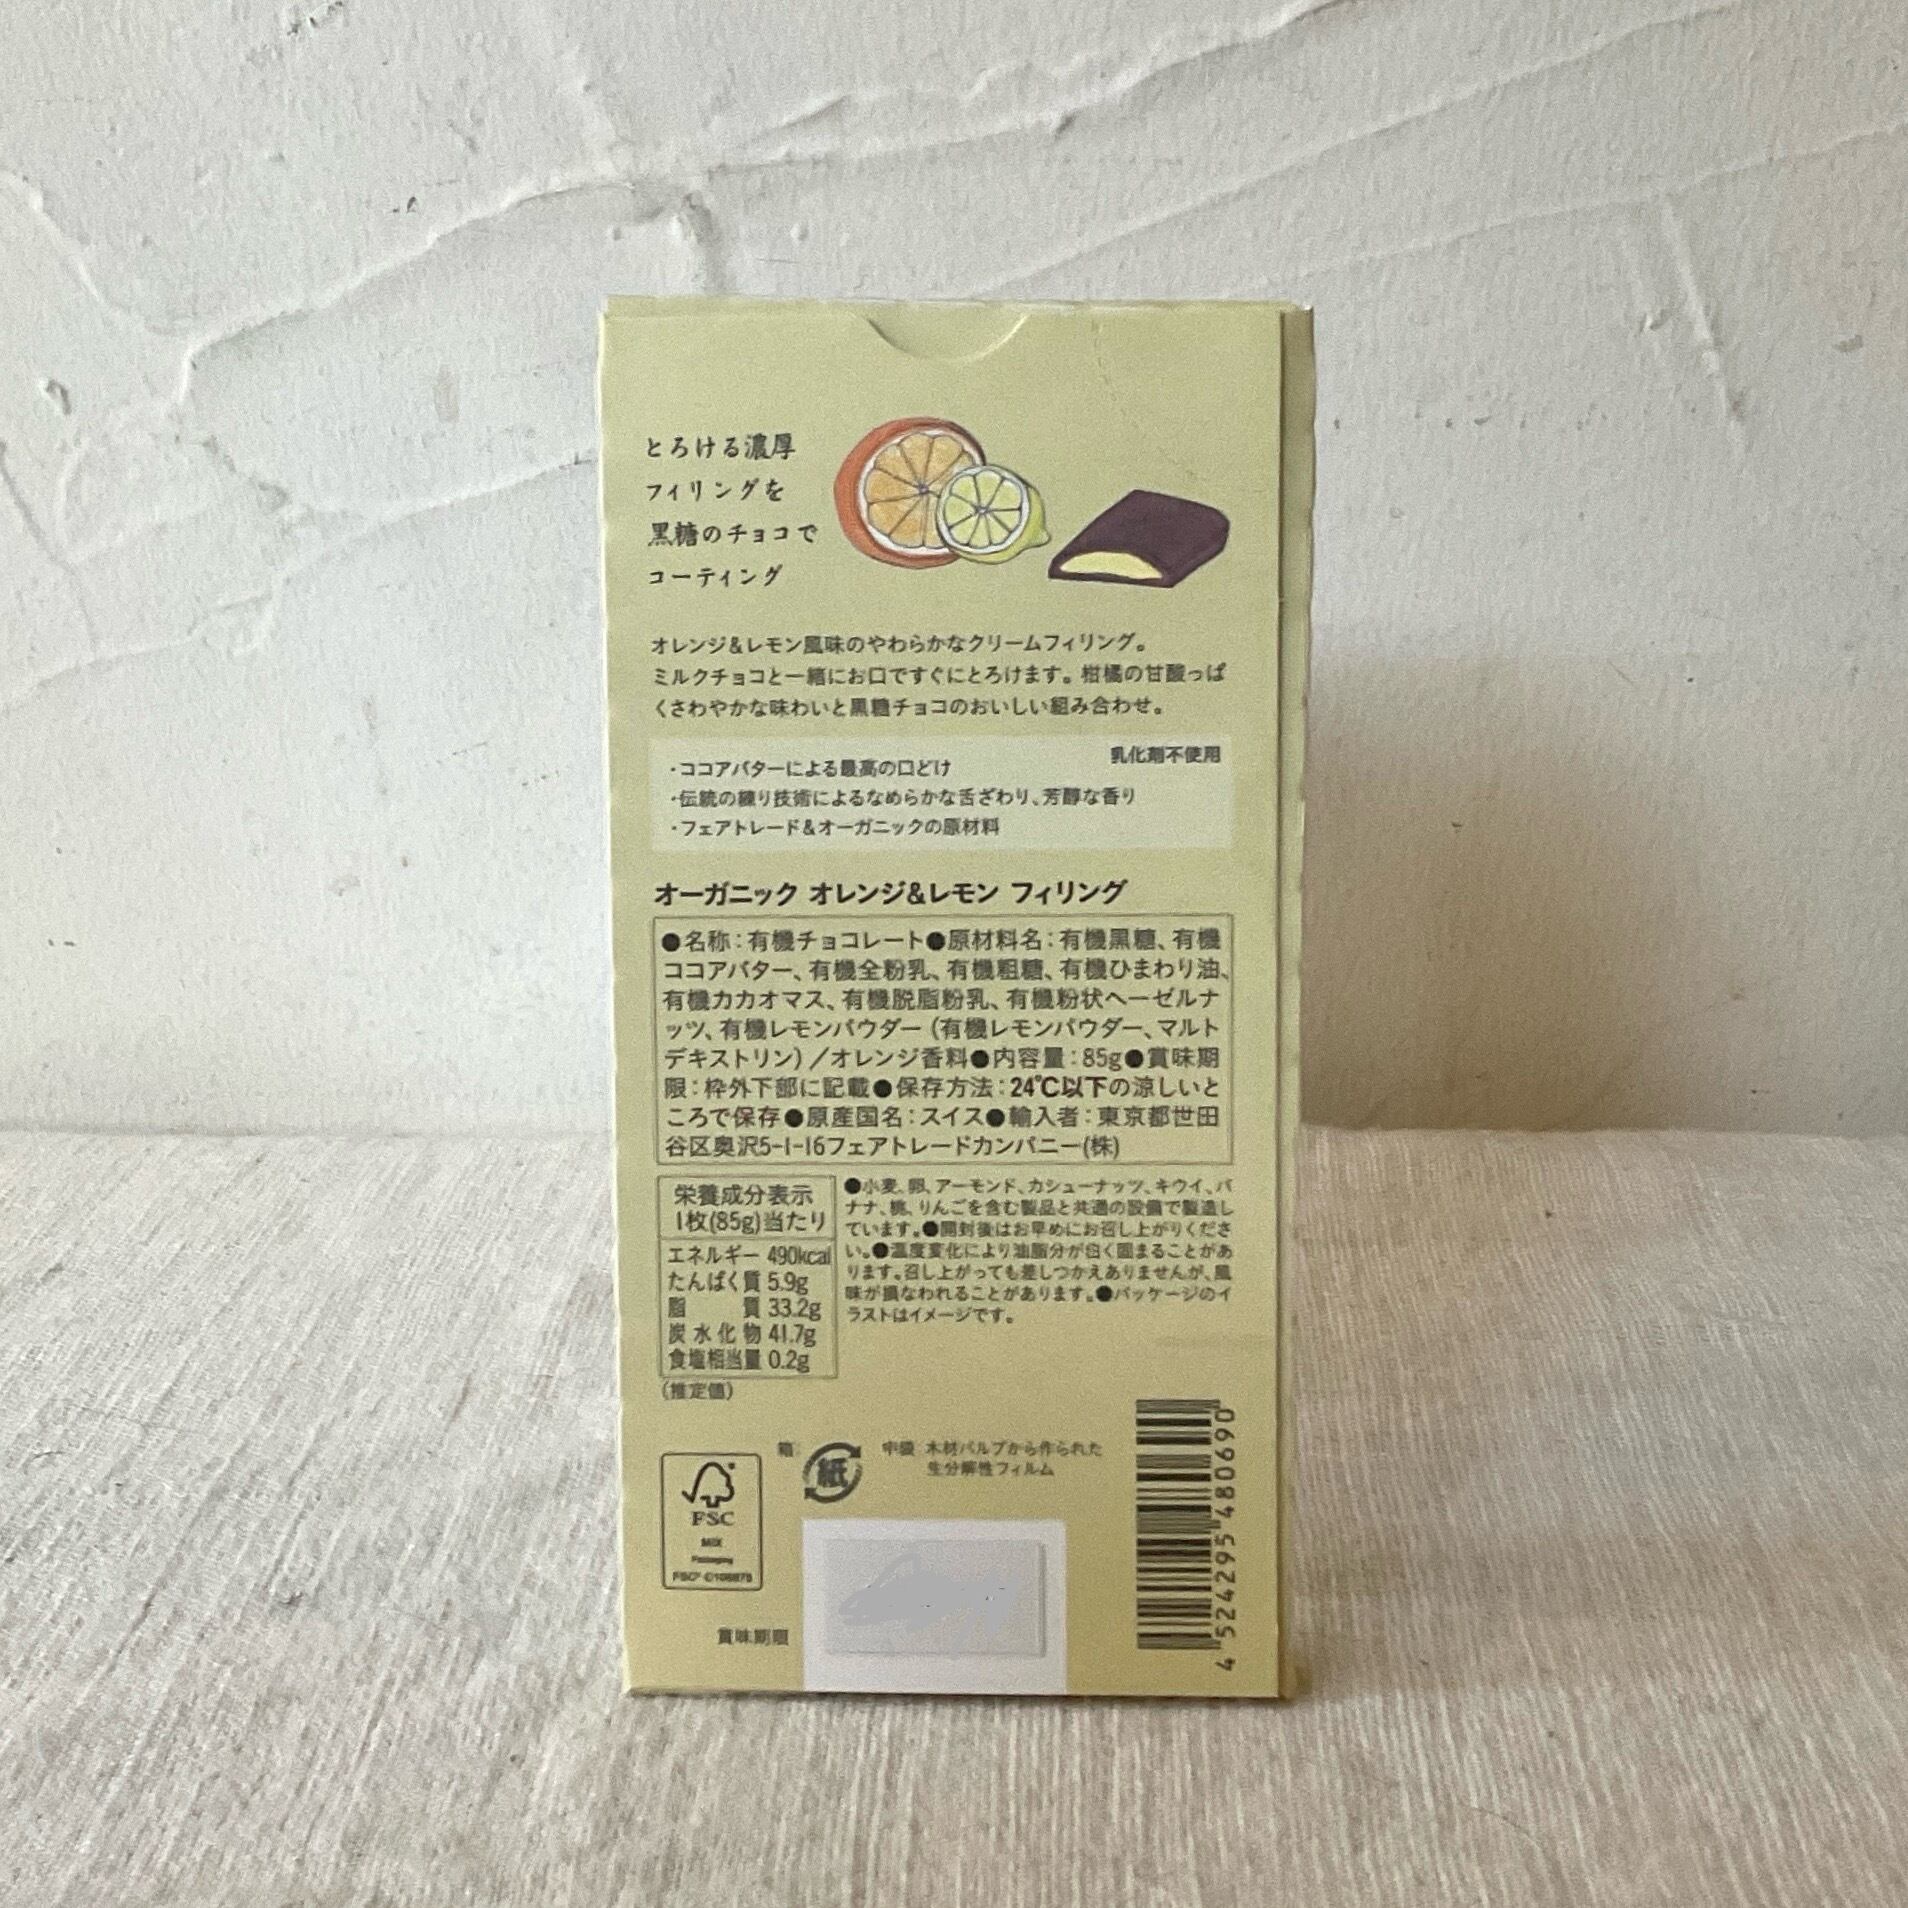 とろける濃厚
フィリングを
黒糖のチョコで
コーティング
オレンジ&レモン風味のやわらかなクリームフィリング。
ミルクチョコと一緒にお口ですぐにとろけます。柑橘の甘酸っぱ
くさわやかな味わいと黒糖チョコのおいしい組み合わせ。
乳化剤不使用
・ココアバターによる最高の口どけ
・伝統の練り技術によるなめらかな舌ざわり、芳醇な香り
・フェアトレード&オーガニックの原材料
オーガニック オレンジ&レモン フィリング
●名称:有機チョコレート●原材料名:有機黒糖、有機
ココアバター、有機全粉乳、有機粗糖、有機ひまわり油、
有機カカオマス、有機脱脂粉乳、有機粉状ヘーゼルナ
ッツ、有機レモンパウダー(有機レモンパウダー、マルト
デキストリン)/オレンジ香料●内容量:85g●賞味期
限:枠外下部に記載●保存方法:24℃以下の涼しいと
ころで保存●原産国名:スイス●輸入者:東京都世田
谷区奥沢5-1-16フェアトレードカンパニー(株)
栄養成分表示
1枚(85g)当たり
エネルギー 490kcal
たんぱく質 5.9g
脂質 33.2g
炭水化物 41.7g
食塩相当量 0.2g
(推定値)
●小麦、卵、アーモンド、カシューナッツ、キウイ、バ
ナナ、桃、りんごを含む製品と共通の設備で製造し
ています。●開封後はお早めにお召し上がりくださ
い。●温度変化により油脂分が白く固まることがあ
ります。召し上がっても差しつかえありませんが、風
味が損なわれることがあります。●パッケージのイ
ラストはイメージです。
箱:
紙
中袋 木材パルプから作られた
生分解性フィルム
FSC
MIX
Packaging
賞味期限
4 524295 480690